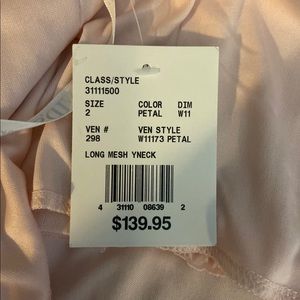 CLASS/STYLE
31111500
SIZE COLOR DIM
2 PETAL W11
VEN # VEN STYLE
298 W11173 PETAL
LONG MESH YNECK
4 31110 08639 2
$139.95